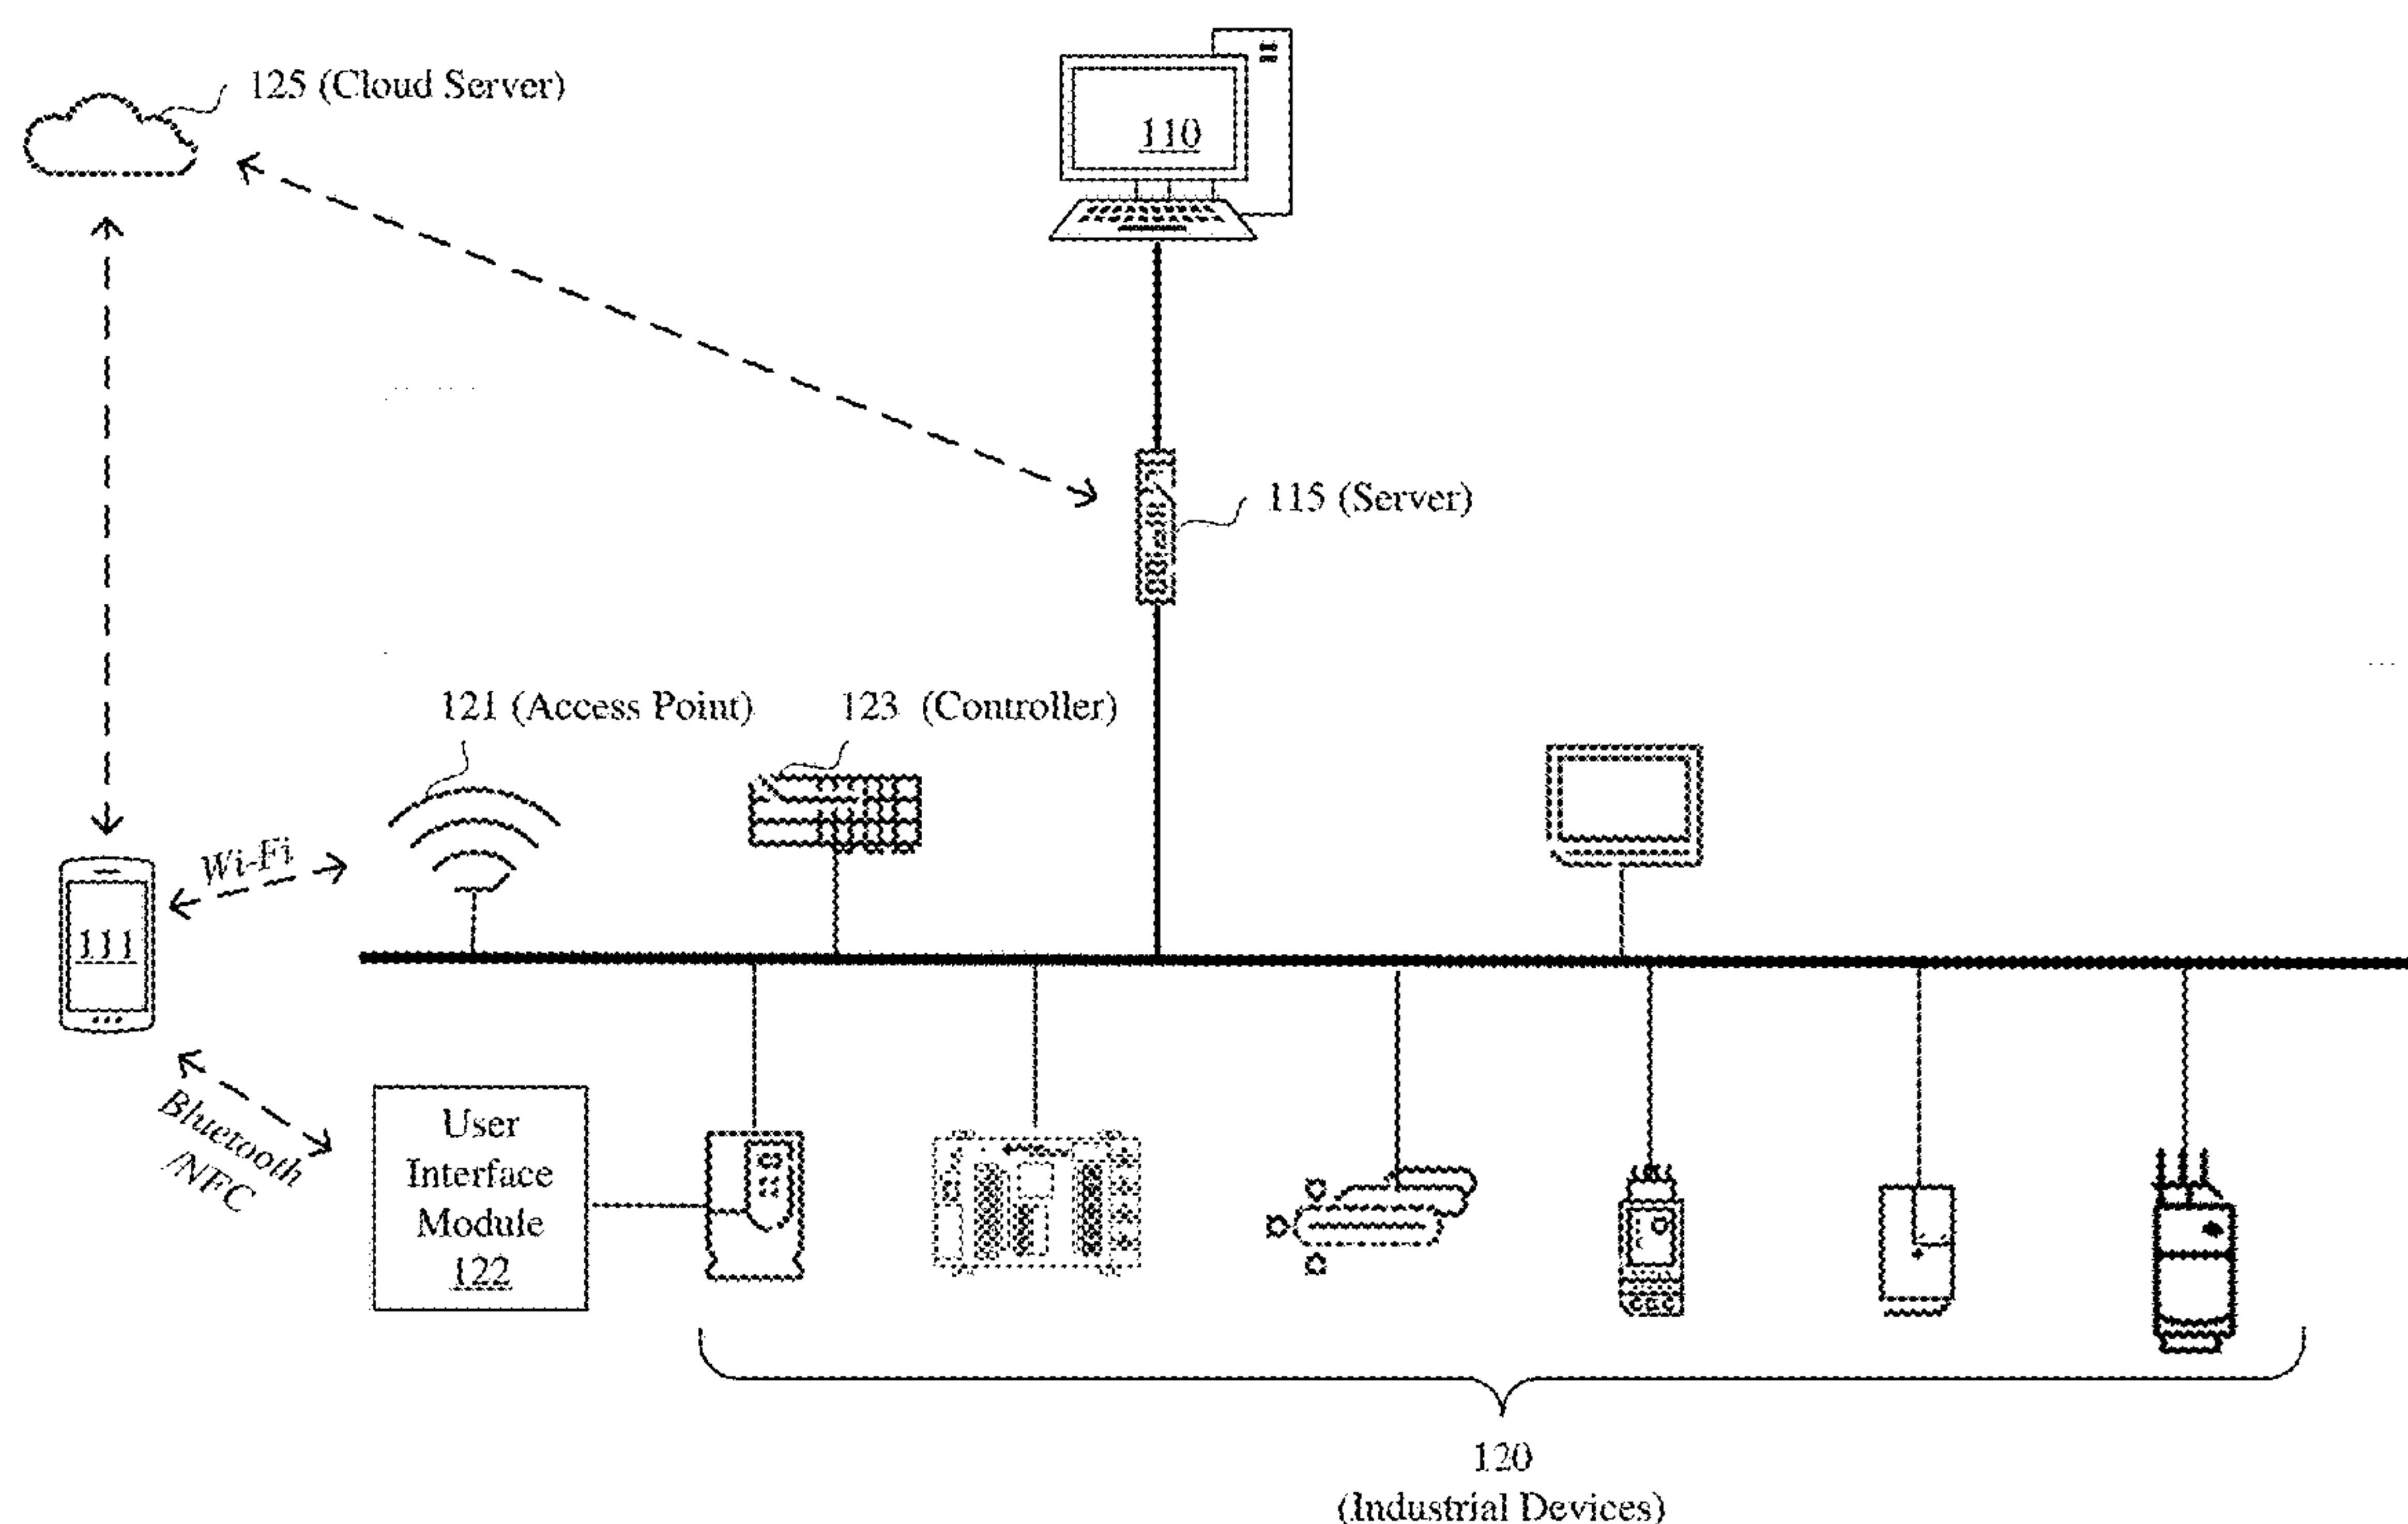 125 (Cloud Server)
110
115 (Server)
121 (Access Point)
123 (Controller)
Wi-Fi
111
Bluetooth
/NFC
User
Interface
Module
122
120
(Industrial Devices)